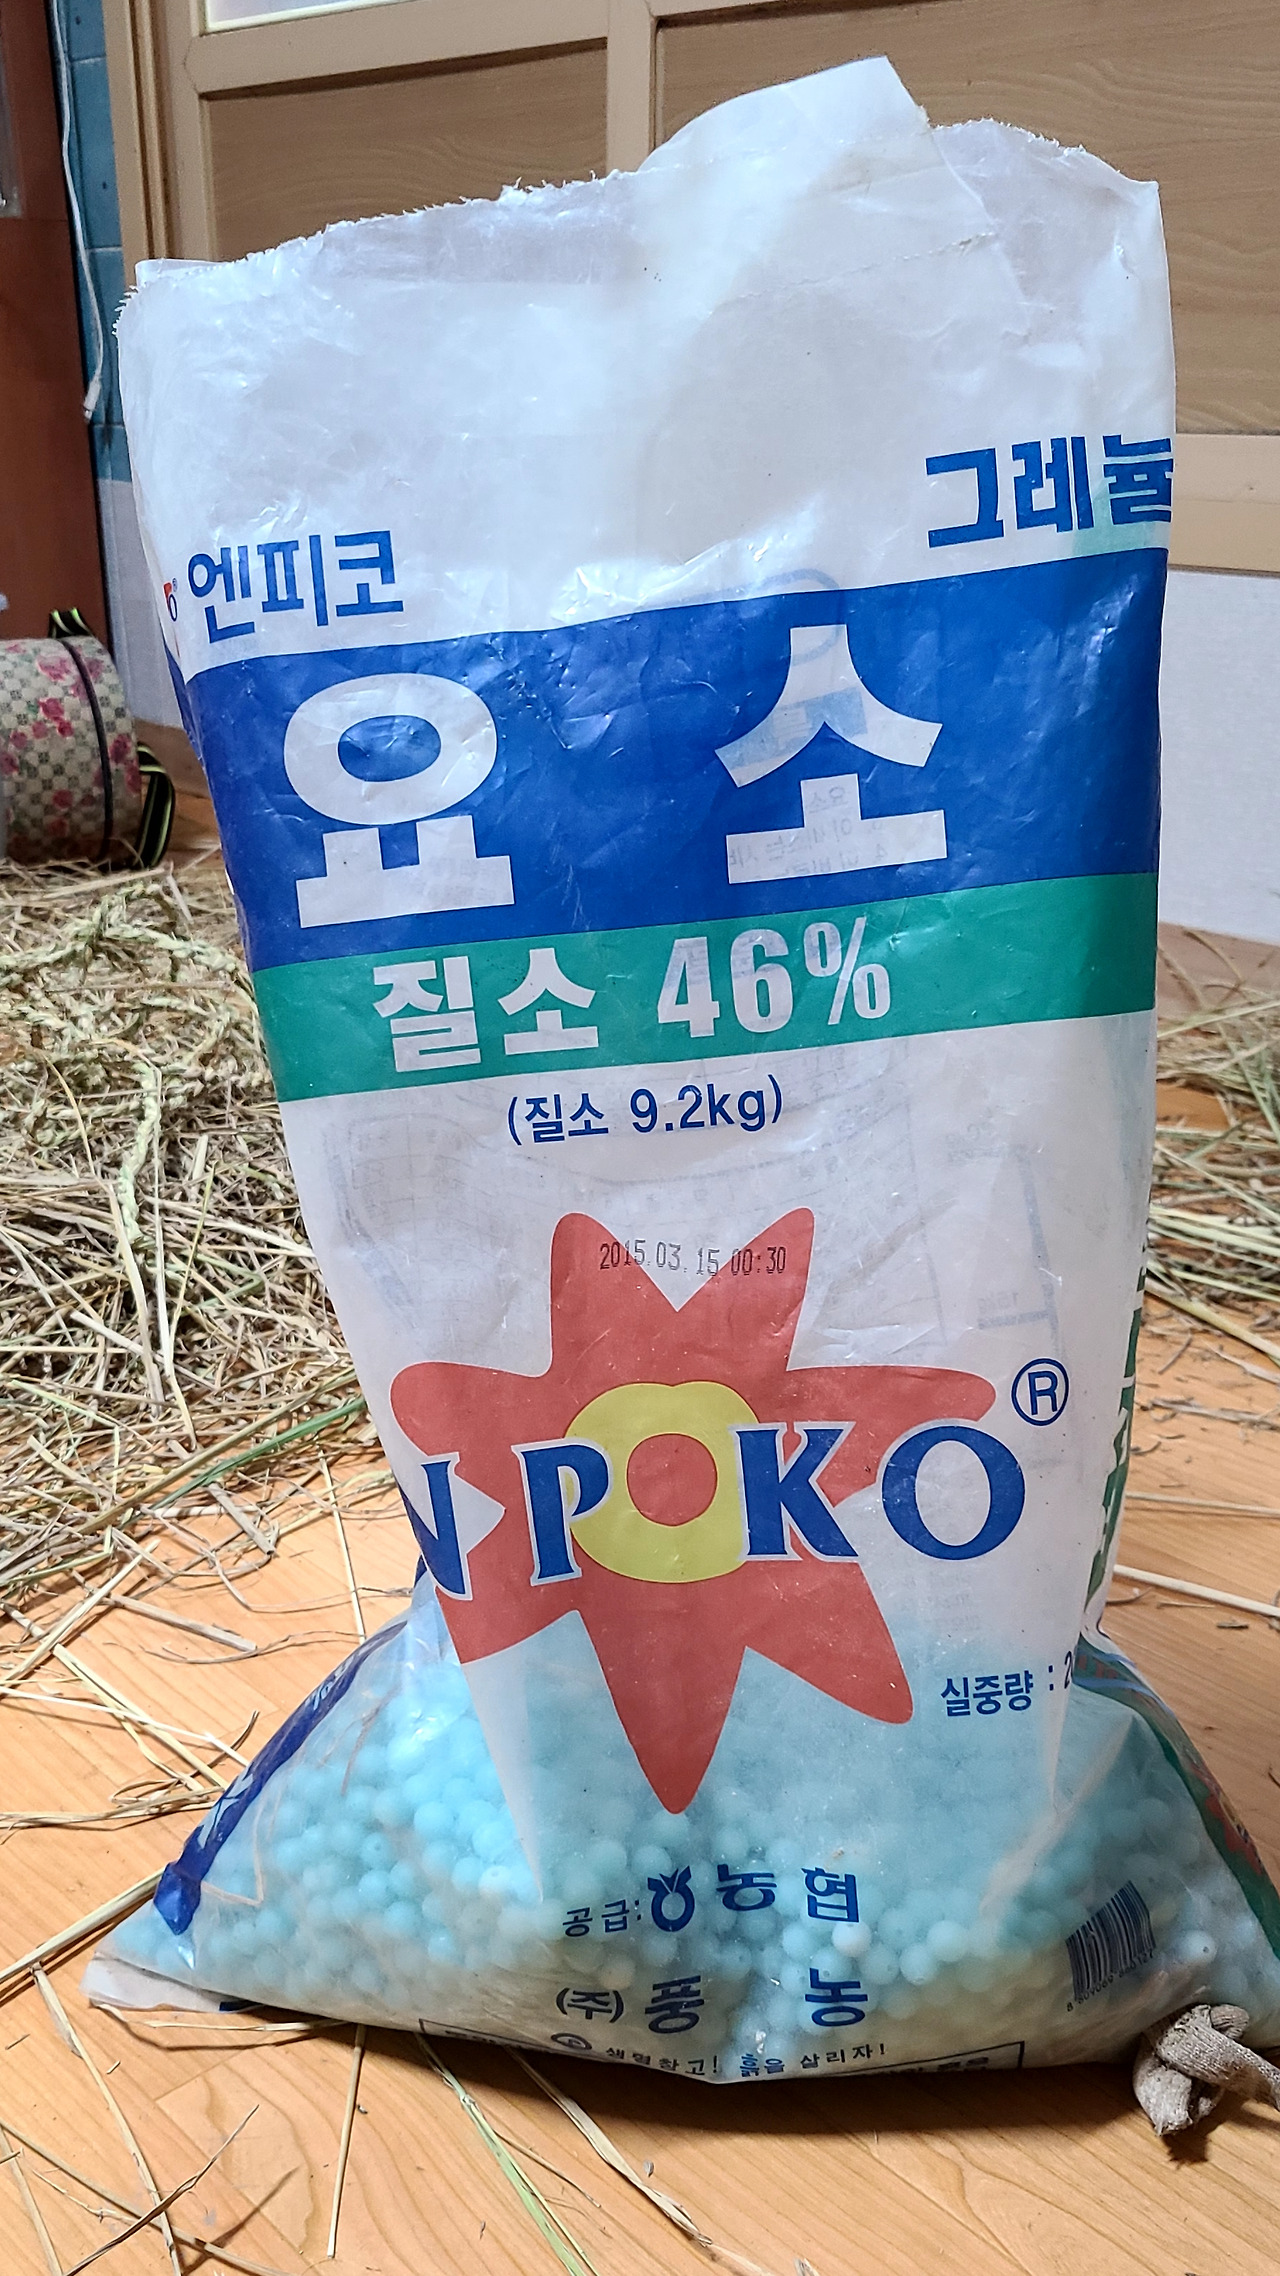 그레뉼
엔피코
요 소
질소 46%
(질소 9.2kg)
2015.03.15 00:30
N PKO®
실중량 : 2
공급: 농협
(주) 풍 농
생명창고! 흙을 살리자!